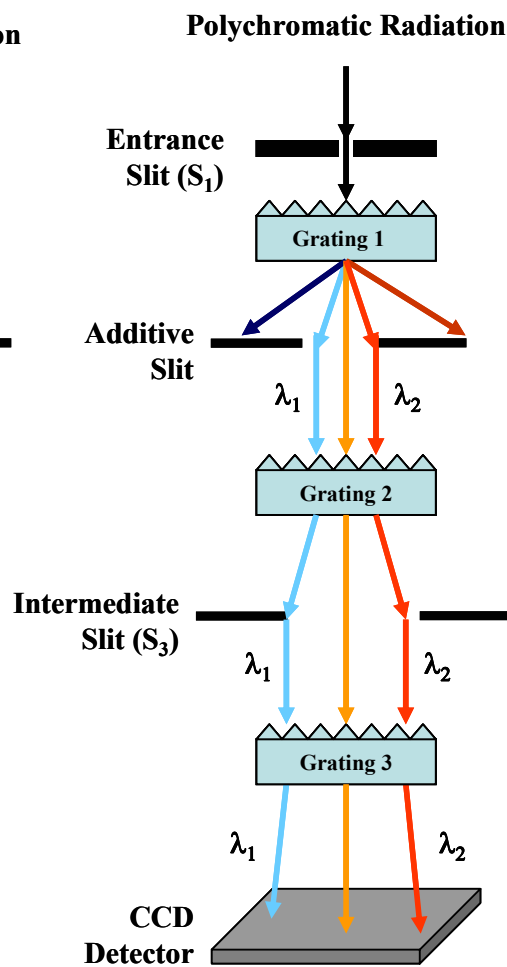 on
Polychromatic Radiation
Entrance
Slit (S₁)
Grating 1
Additive
Slit
λ₁
λ₂
Grating 2
Intermediate
Slit (S₃)
λ₁
λ₂
Grating 3
λ₁
λ₂
CCD
Detector